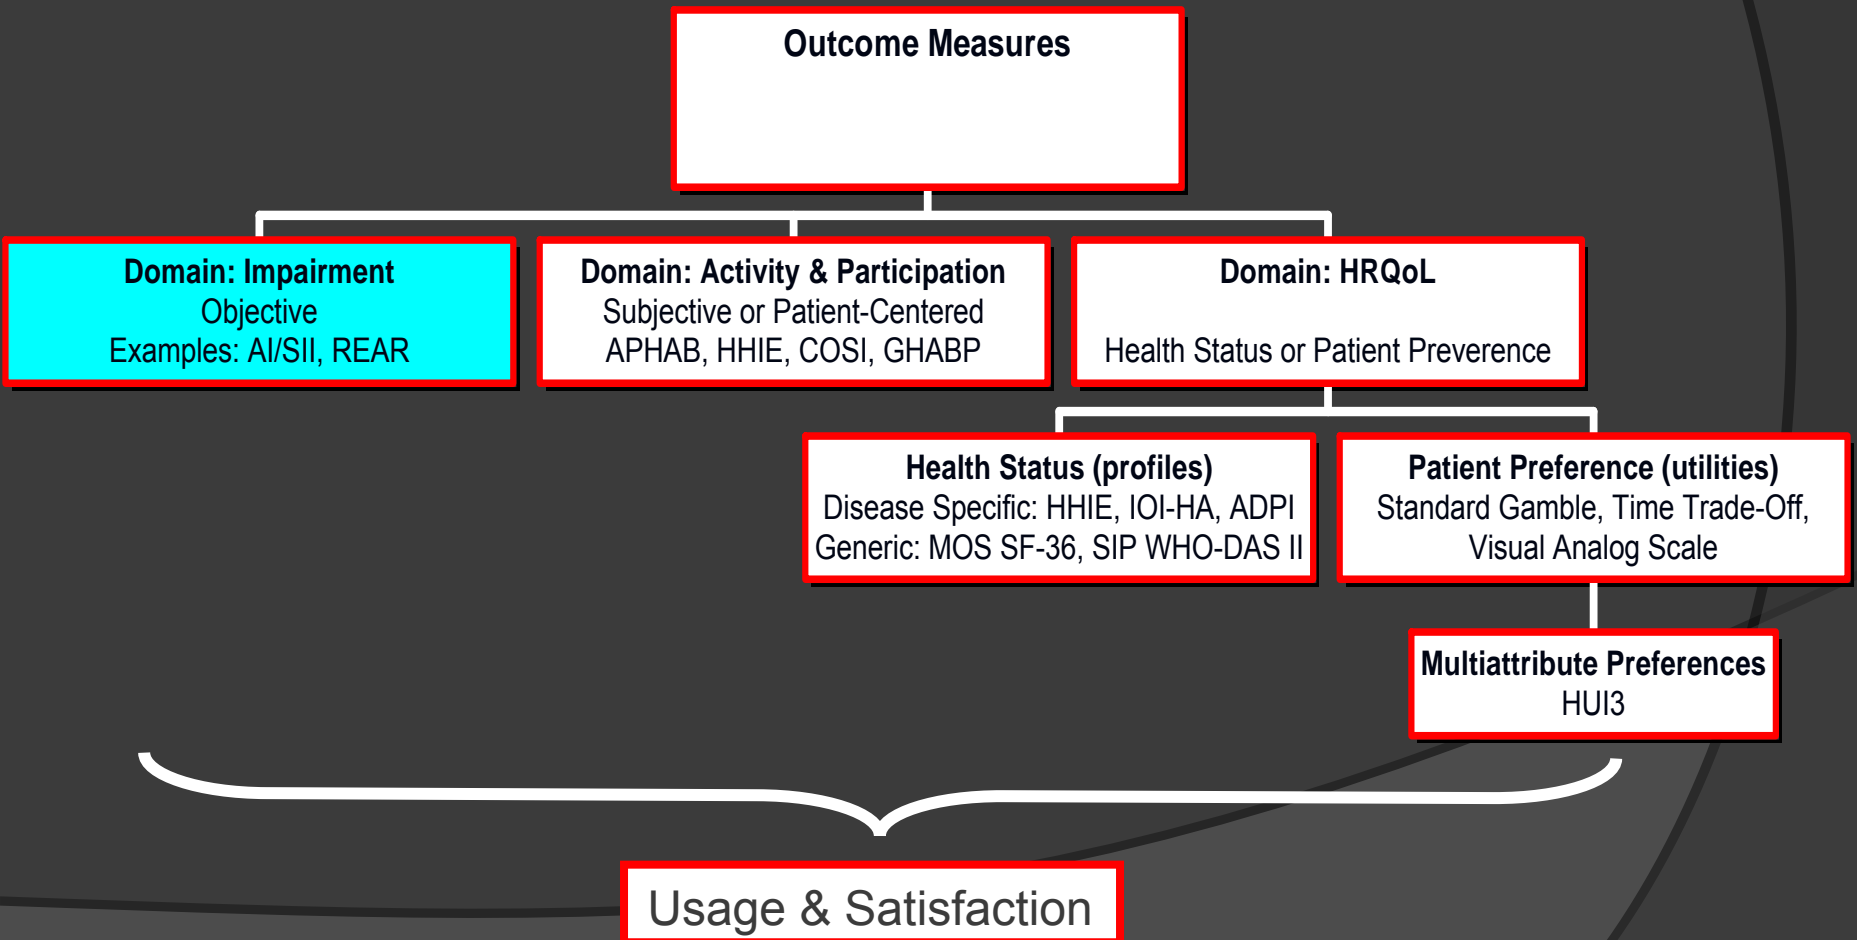 Outcome Measures
Domain: Impairment
Objective
Examples: AI/SII, REAR
Domain: Activity & Participation
Subjective or Patient-Centered
APHAB, HHIE, COSI, GHABP
Domain: HRQoL
Health Status or Patient Preverence
Health Status (profiles)
Disease Specific: HHIE, IOI-HA, ADPI
Generic: MOS SF-36, SIP WHO-DAS II
Patient Preference (utilities)
Standard Gamble, Time Trade-Off,
Visual Analog Scale
Multiattribute Preferences
HUI3
Usage & Satisfaction